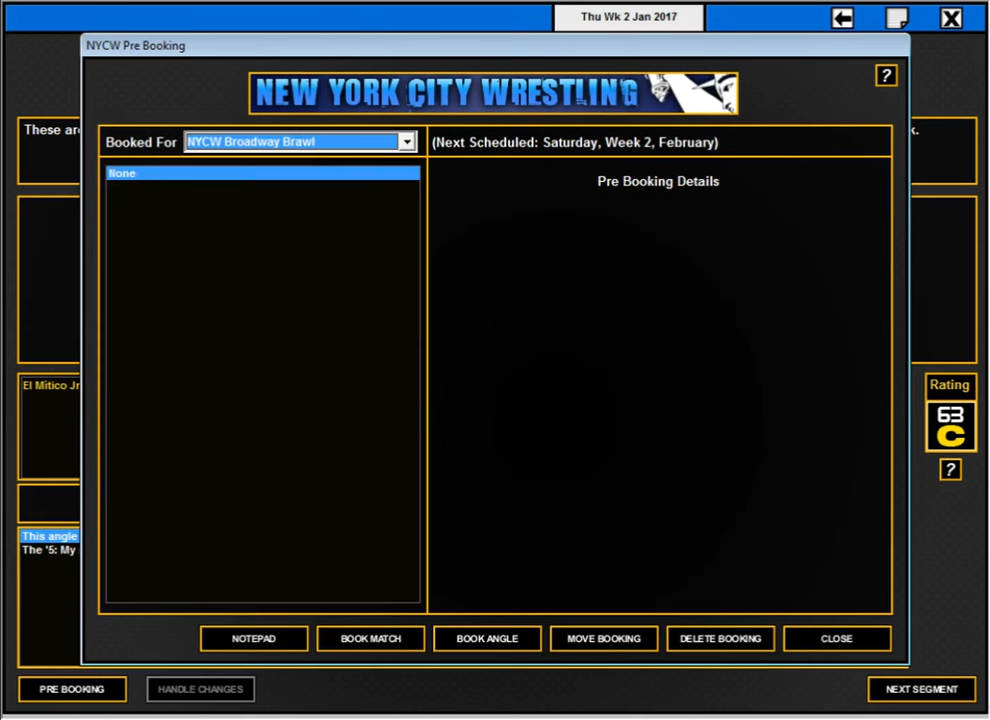 Thu Wk 2 Jan 2017
NYCW Pre Booking
NEW YORK CITY WRESTLING
?
These are
k.
Booked For NYCW Broadway Brawl (Next Scheduled: Saturday, Week 2, February)
None
Pre Booking Details
El Mitico Jr
Rating
63
C
?
This angle
The '5: My
NOTEPAD BOOK MATCH BOOK ANGLE MOVE BOOKING DELETE BOOKING CLOSE
PRE BOOKING HANDLE CHANGES NEXT SEGMENT